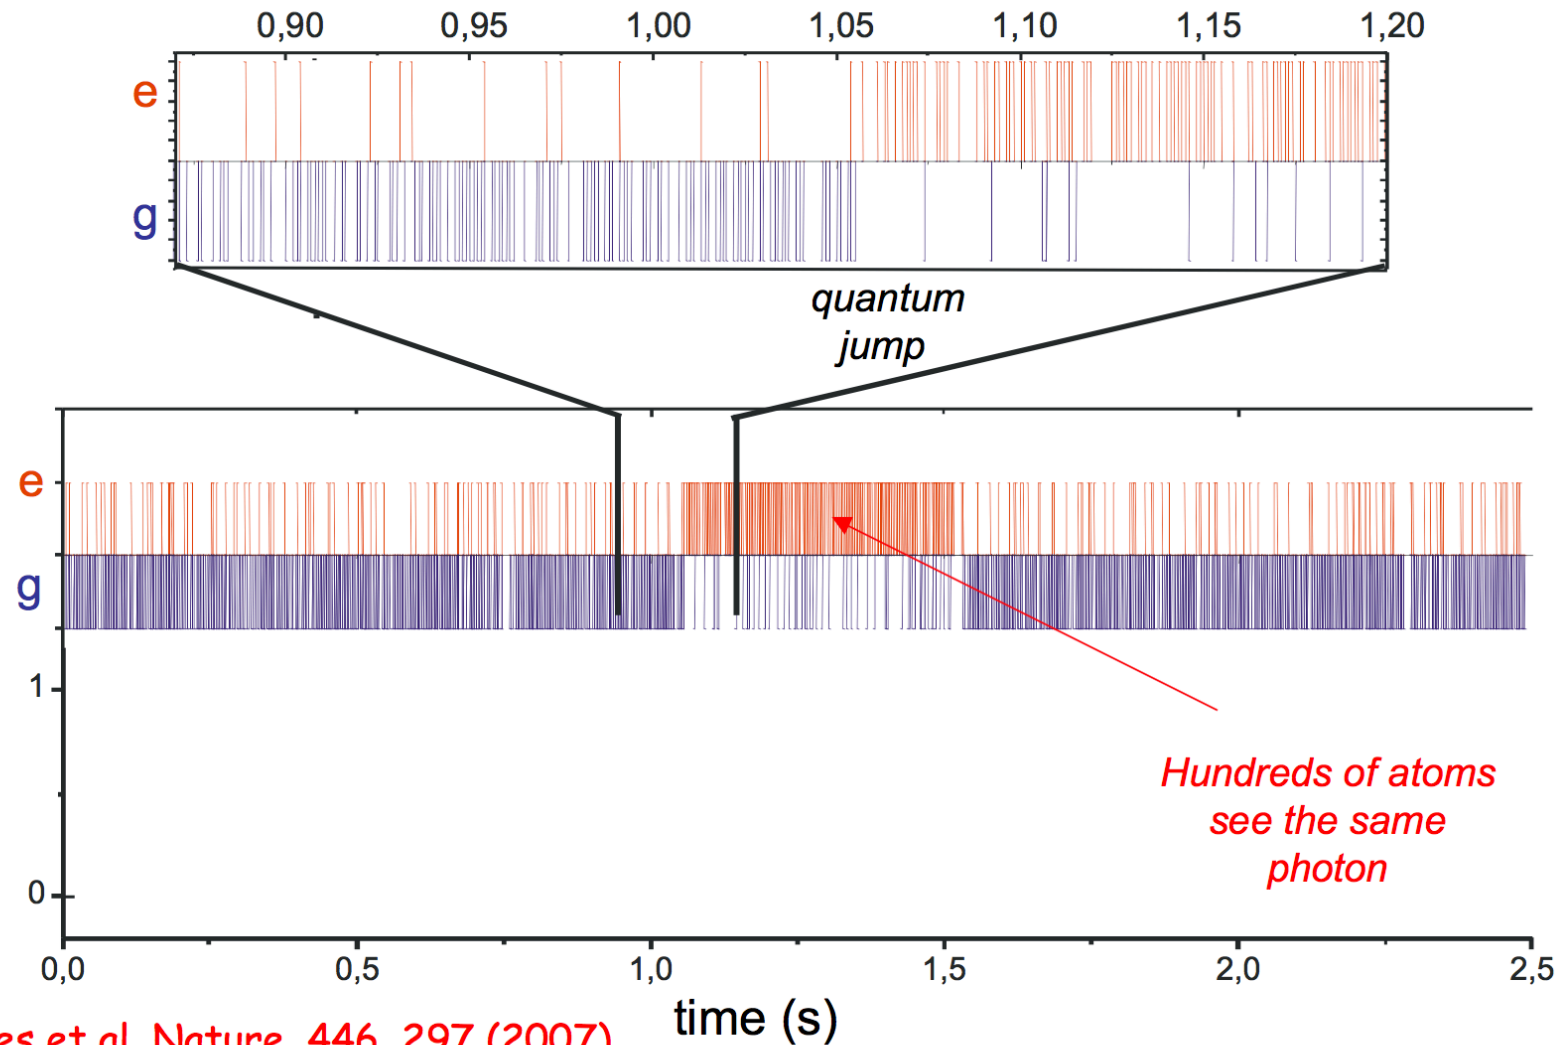 0,90 0,95 1,00 1,05 1,10 1,15 1,20
e
g
quantum
jump
e
g
1
Hundreds of atoms
see the same
photon
0
0,0 0,5 1,0 1,5 2,0 2,5
time (s)
et al, Nature, 446, 297 (2007)